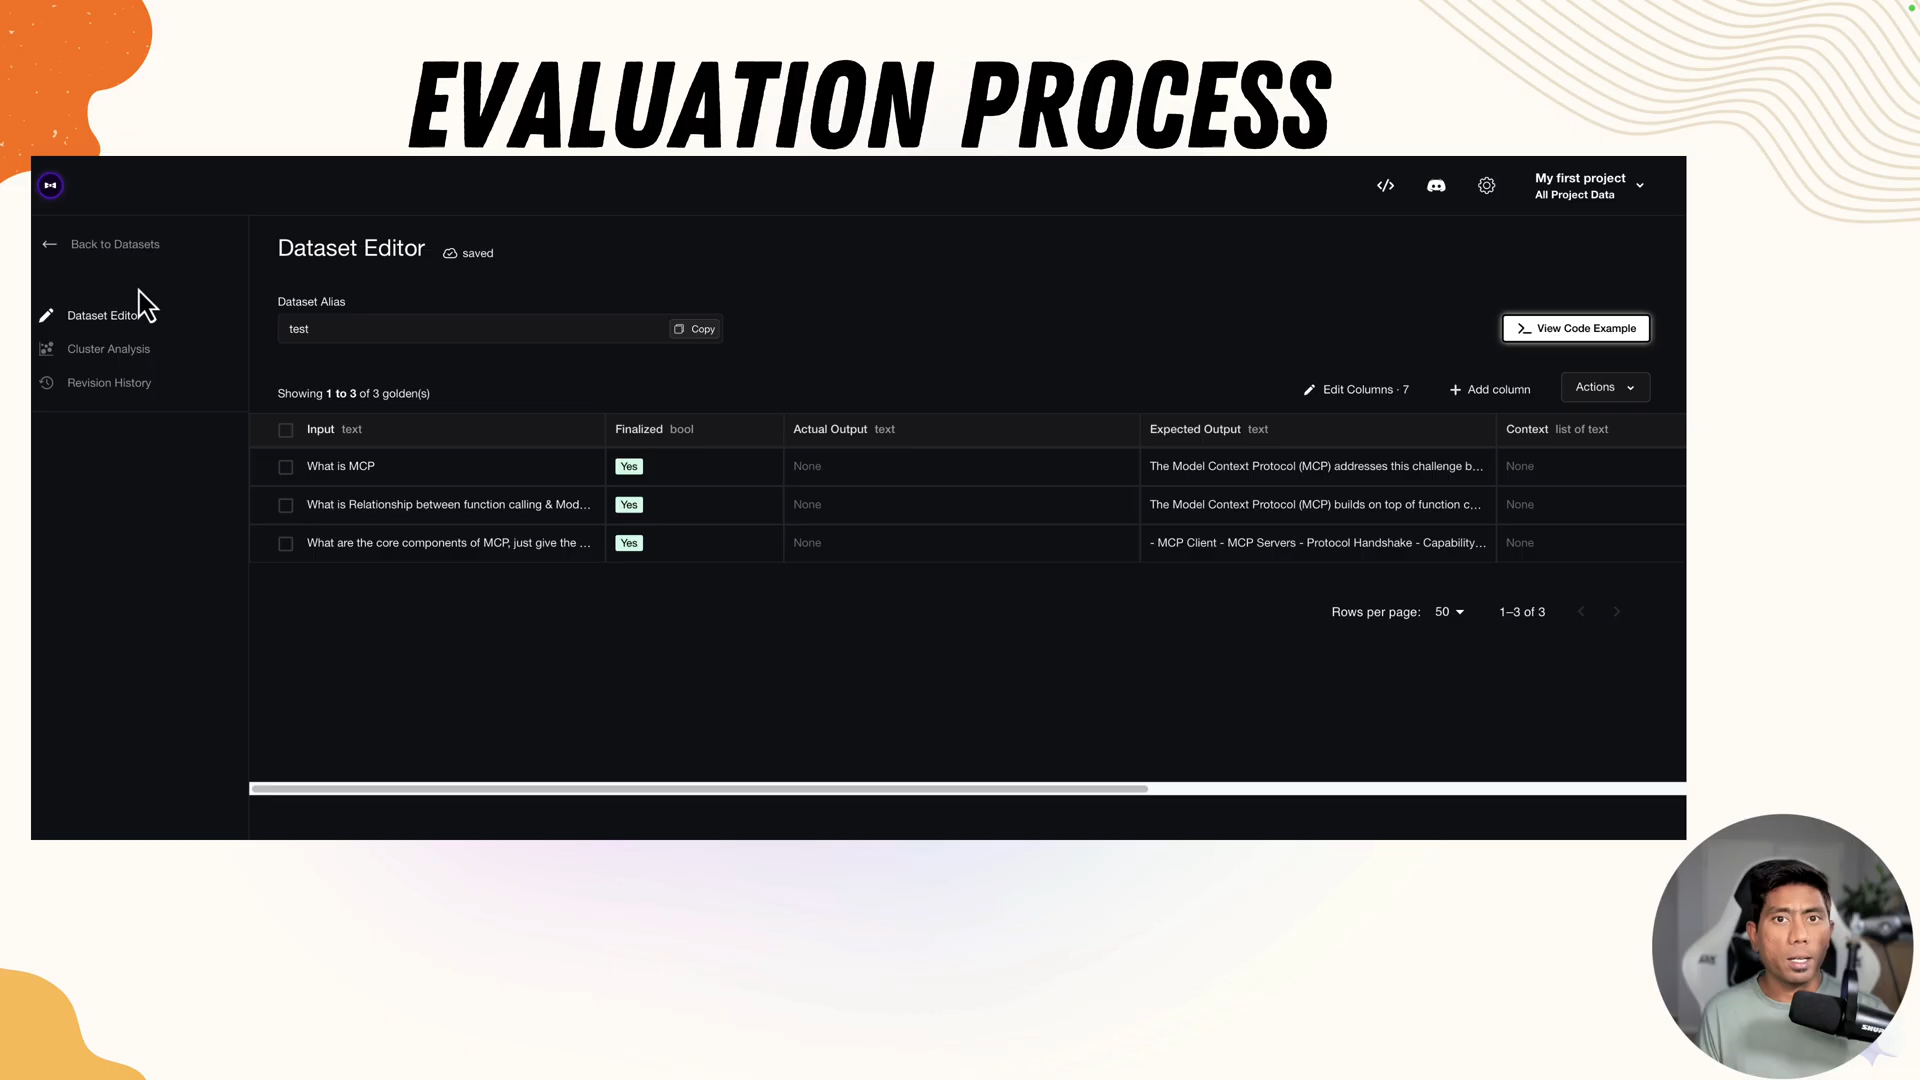 EVALUATION PROCESS
My first project
All Project Data
Back to Datasets
Dataset Editor
Cluster Analysis
Revision History
Dataset Editor saved
Dataset Alias
test Copy
View Code Example
Showing 1 to 3 of 3 golden(s) Edit Columns · 7 Add column Actions
Input text Finalized bool Actual Output text Expected Output text Context list of text
What is MCP Yes None The Model Context Protocol (MCP) addresses this challenge b... None
What is Relationship between function calling & Mod... Yes None The Model Context Protocol (MCP) builds on top of function c... None
What are the core components of MCP, just give the ... Yes None - MCP Client - MCP Servers - Protocol Handshake - Capability... None
Rows per page: 50 1–3 of 3